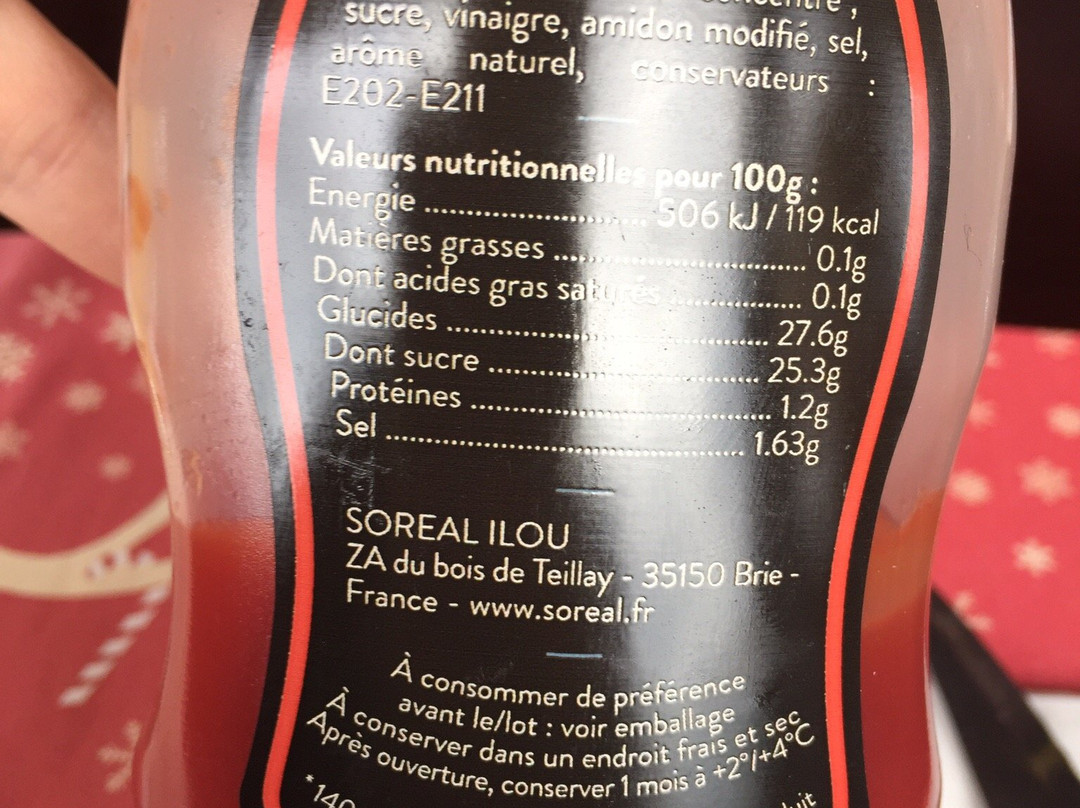 sucre, vinaigre, amidon modifié, sel,
arôme naturel, conservateurs :
E202-E211
Valeurs nutritionnelles pour 100g :
Energie ........................ 506 kJ / 119 kcal
Matières grasses ........................ 0.1g
Dont acides gras saturés ............... 0.1g
Glucides ........................ 27.6g
Dont sucre ........................ 25.3g
Protéines ........................ 1.2g
Sel ........................ 1.63g
SOREAL ILOU
ZA du bois de Teillay - 35150 Brie -
France - www.soreal.fr
À consommer de préférence
avant le/lot : voir emballage
À conserver dans un endroit frais et sec
Après ouverture, conserver 1 mois à +2°/+4°C
*140